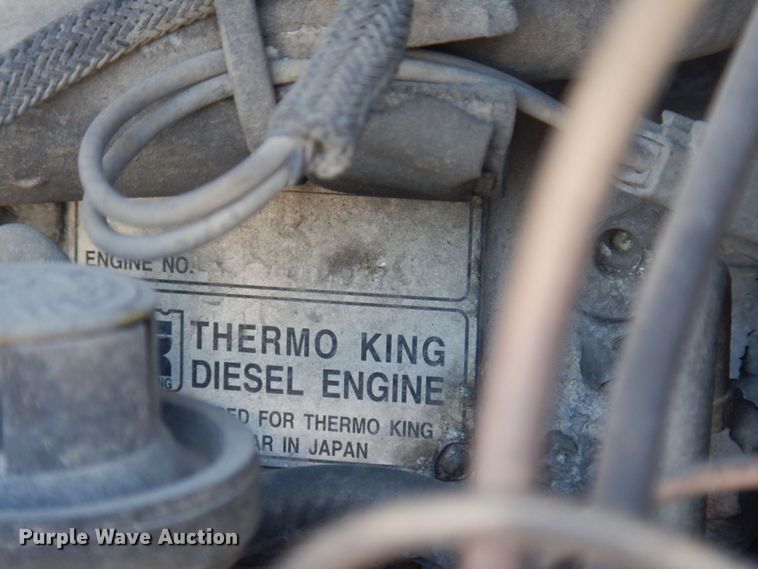 ENGINE NO.
THERMO KING
DIESEL ENGINE
FOR THERMO KING
IN JAPAN
Purple Wave Auction